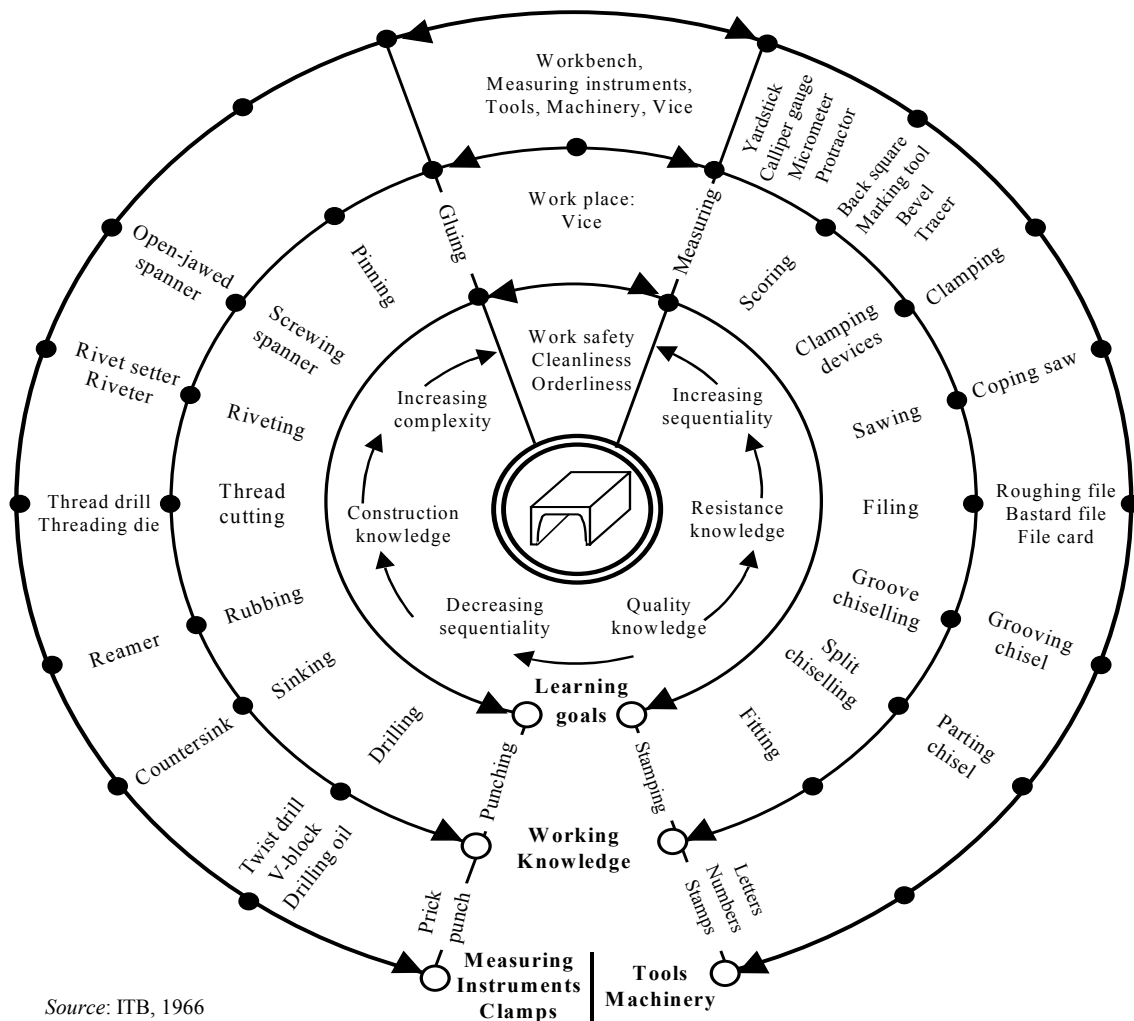 Workbench,
Measuring instruments,
Tools, Machinery, Vice
Work place:
Vice
Work safety
Cleanliness
Orderliness
Gluing
Measuring
Yardstick
Calliper gauge
Micrometer
Protractor
Back square
Marking tool
Bevel
Tracer
Scoring
Clamping
Clamping
devices
Coping saw
Sawing
Roughing file
Bastard file
File card
Filing
Groove
chiselling
Grooving
chisel
Split
chiselling
Parting
chisel
Fitting
Stamping
Letters
Numbers
Stamps
Pinning
Open-jawed
spanner
Screwing
spanner
Rivet setter
Riveter
Riveting
Thread drill
Threading die
Thread
cutting
Rubbing
Reamer
Sinking
Countersink
Drilling
Twist drill
V-block
Drilling oil
Punching
Prick
punch
Increasing
complexity
Increasing
sequentiality
Construction
knowledge
Resistance
knowledge
Decreasing
sequentiality
Quality
knowledge
Learning
goals
Working
Knowledge
Measuring
Instruments
Clamps
Tools
Machinery
Source: ITB, 1966